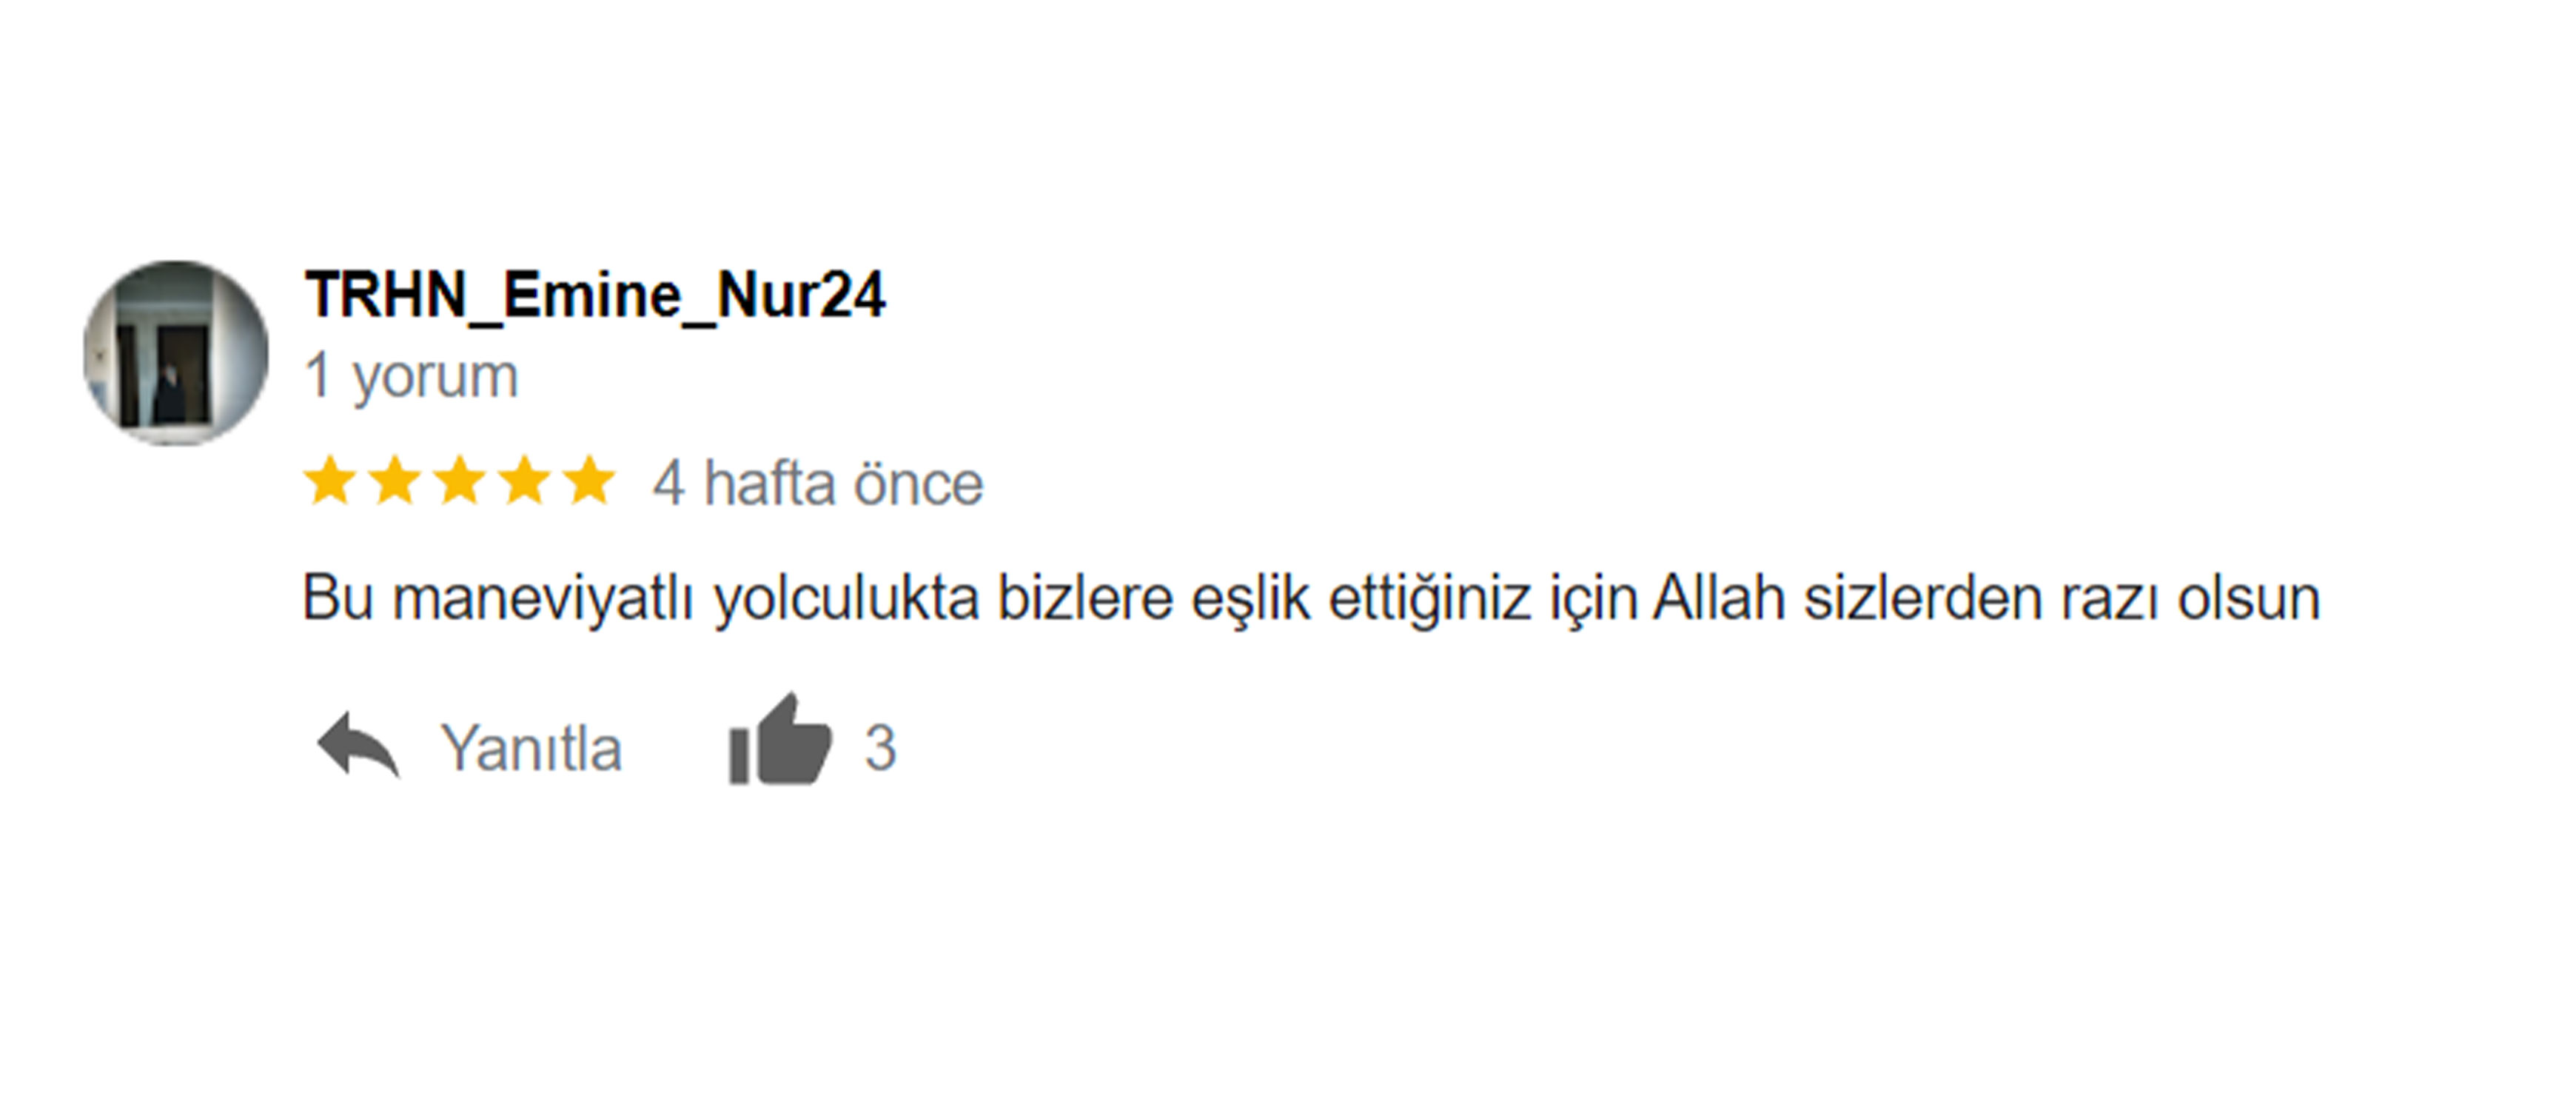 TRHN_Emine_Nur24
1 yorum
4 hafta önce
Bu maneviyatlı yolculukta bizlere eşlik ettiğiniz için Allah sizlerden razı olsun
Yanıtla 3